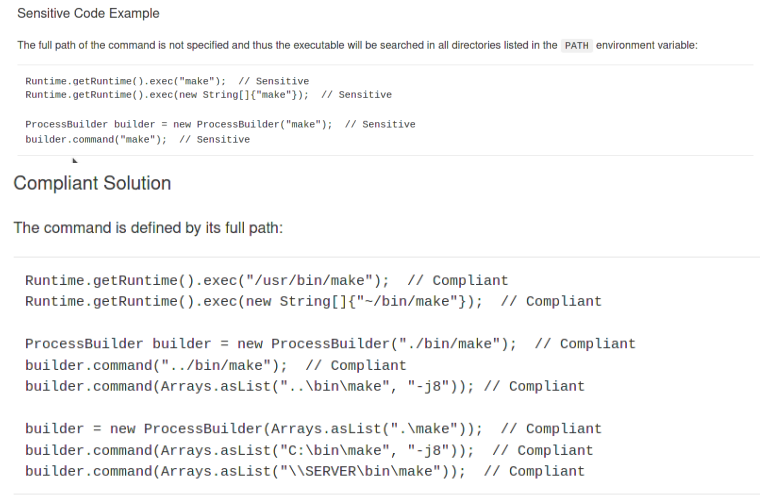 Sensitive Code Example
The full path of the command is not specified and thus the executable will be searched in all directories listed in the PATH environment variable:
Runtime.getRuntime().exec("make");  // Sensitive
Runtime.getRuntime().exec(new String[]{"make"});  // Sensitive
ProcessBuilder builder = new ProcessBuilder("make");  // Sensitive
builder.command("make");  // Sensitive
Compliant Solution
The command is defined by its full path:
Runtime.getRuntime().exec("/usr/bin/make");  // Compliant
Runtime.getRuntime().exec(new String[]{"~/bin/make"});  // Compliant
ProcessBuilder builder = new ProcessBuilder("./bin/make");  // Compliant
builder.command("../bin/make");  // Compliant
builder.command(Arrays.asList("..\bin\make", "-j8")); // Compliant
builder = new ProcessBuilder(Arrays.asList(".\make"));  // Compliant
builder.command(Arrays.asList("C:\bin\make", "-j8"));  // Compliant
builder.command(Arrays.asList("\\SERVER\bin\make"));  // Compliant